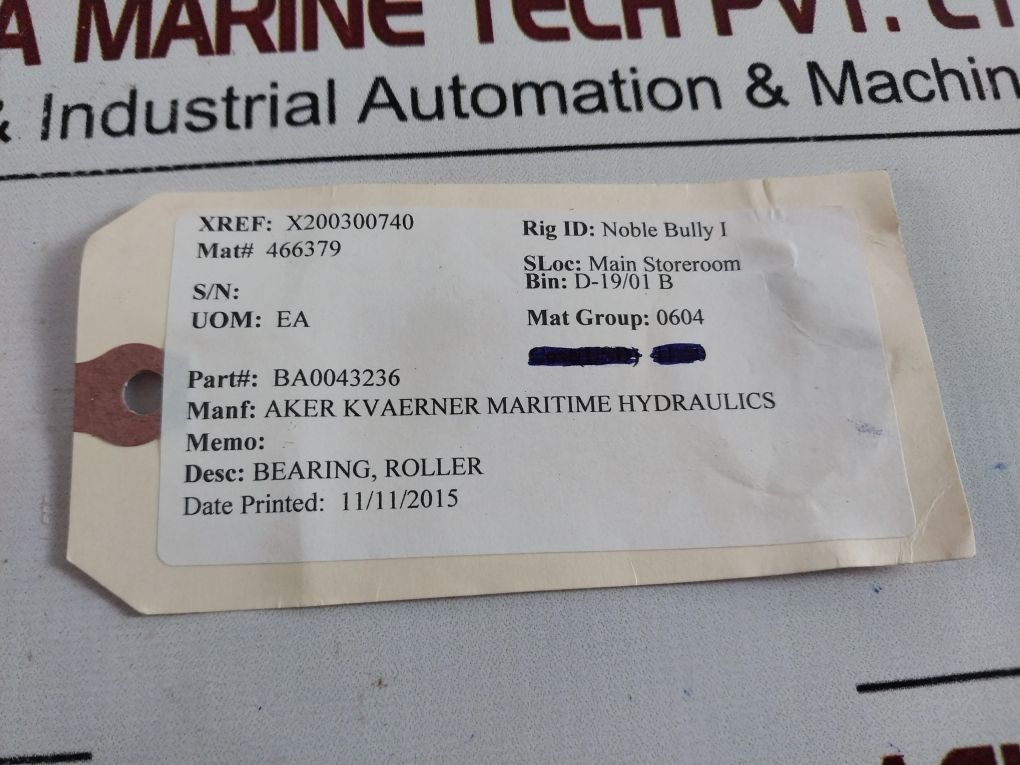 A MARINE TECH PVT.
& Industrial Automation & Machin
XREF: X200300740
Mat# 466379
S/N:
UOM: EA
Rig ID: Noble Bully I
SLoc: Main Storeroom
Bin: D-19/01 B
Mat Group: 0604
Part#: BA0043236
Manf: AKER KVAERNER MARITIME HYDRAULICS
Memo:
Desc: BEARING, ROLLER
Date Printed: 11/11/2015